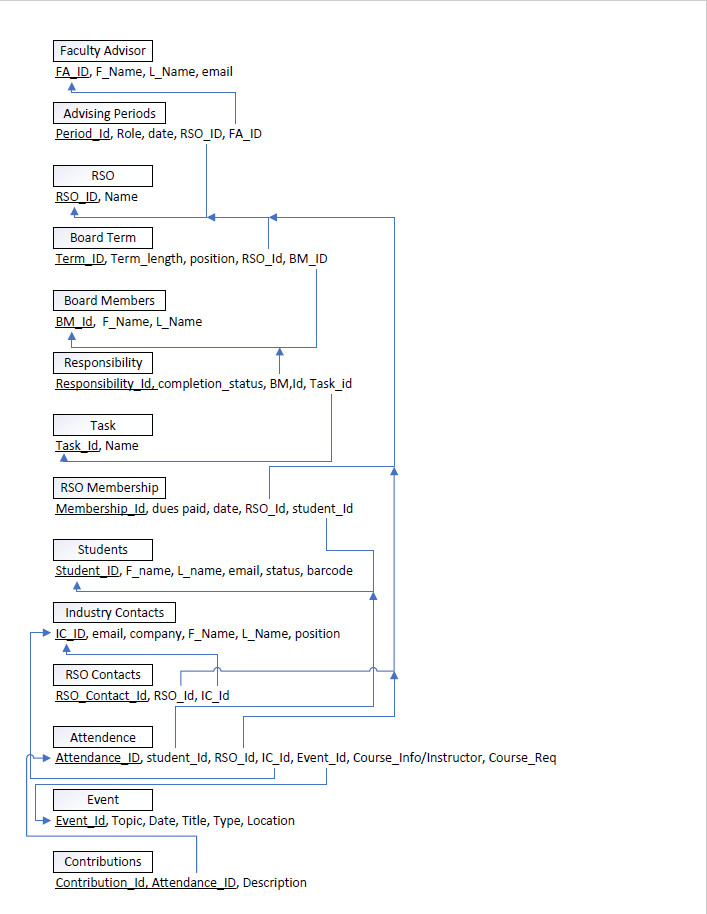 Faculty Advisor
FA_ID, F_Name, L_Name, email
Advising Periods
Period_Id, Role, date, RSO_ID, FA_ID
RSO
RSO_ID, Name
Board Term
Term_ID, Term_length, position, RSO_Id, BM_ID
Board Members
BM_Id,  F_Name, L_Name
Responsibility
Responsibility_Id, completion_status, BM,Id, Task_id
Task
Task_Id, Name
RSO Membership
Membership_Id, dues paid, date, RSO_Id, student_Id
Students
Student_ID, F_name, L_name, email, status, barcode
Industry Contacts
IC_ID, email, company, F_Name, L_Name, position
RSO Contacts
RSO_Contact_Id, RSO_Id, IC_Id
Attendence
Attendance_ID, student_Id, RSO_Id, IC_Id, Event_Id, Course_Info/Instructor, Course_Req
Event
Event_Id, Topic, Date, Title, Type, Location
Contributions
Contribution_Id, Attendance_ID, Description